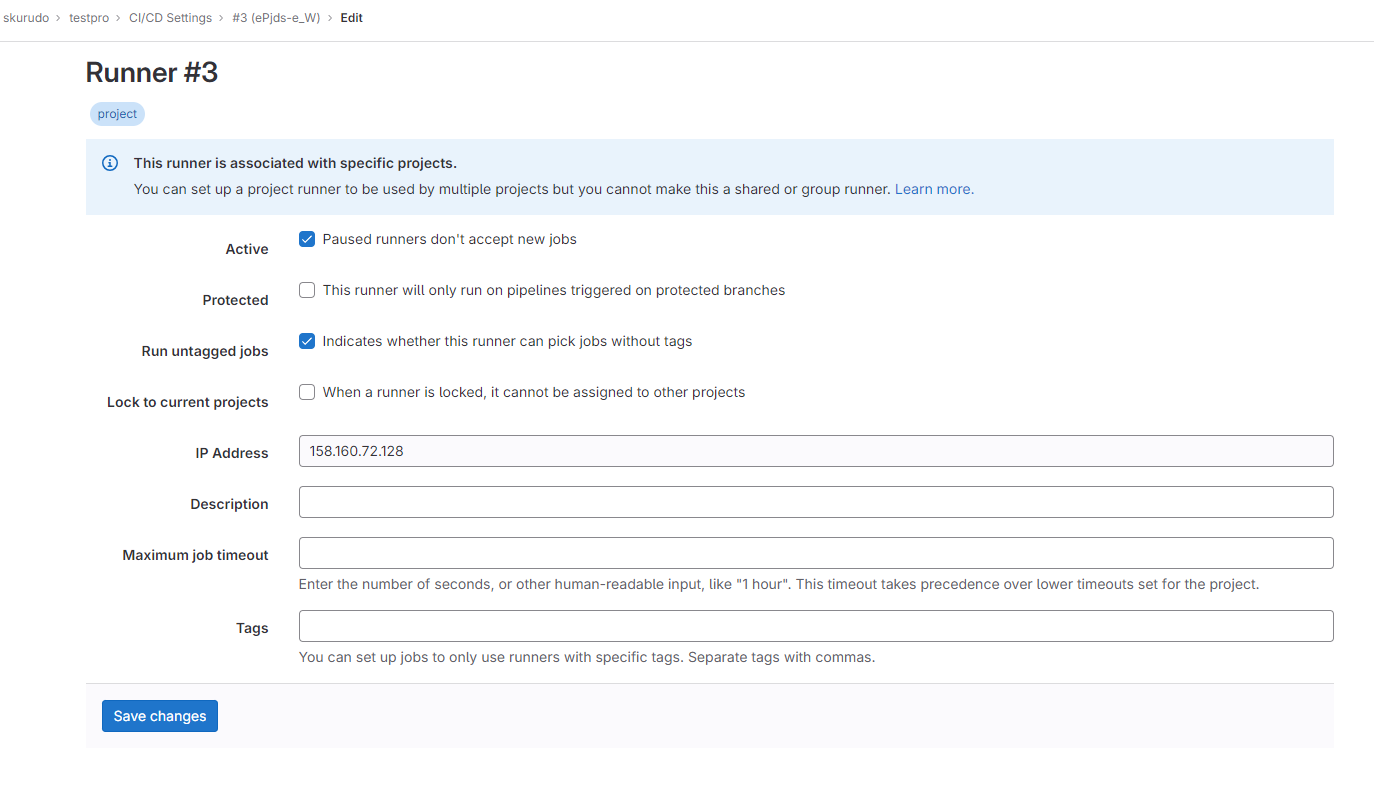 skurudo › testpro › CI/CD Settings › #3 (ePjds-e_W) › Edit
Runner #3
project
This runner is associated with specific projects.
You can set up a project runner to be used by multiple projects but you cannot make this a shared or group runner. Learn more.
Active Paused runners don't accept new jobs
Protected This runner will only run on pipelines triggered on protected branches
Run untagged jobs Indicates whether this runner can pick jobs without tags
Lock to current projects When a runner is locked, it cannot be assigned to other projects
IP Address 158.160.72.128
Description
Maximum job timeout
Enter the number of seconds, or other human-readable input, like "1 hour". This timeout takes precedence over lower timeouts set for the project.
Tags
You can set up jobs to only use runners with specific tags. Separate tags with commas.
Save changes